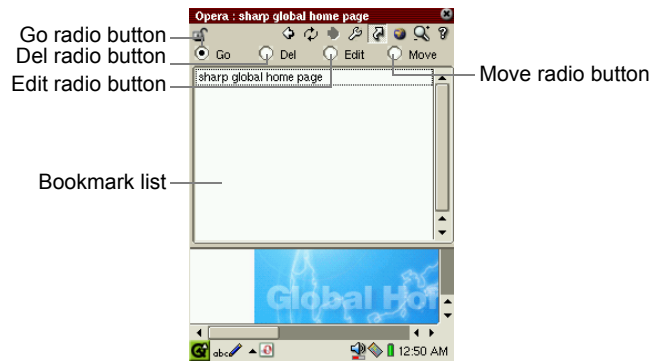 Opera : sharp global home page
Go radio button
Del radio button
Edit radio button
Move radio button
Go Del Edit Move
sharp global home page
Bookmark list
Global Hom
abc
12:50 AM